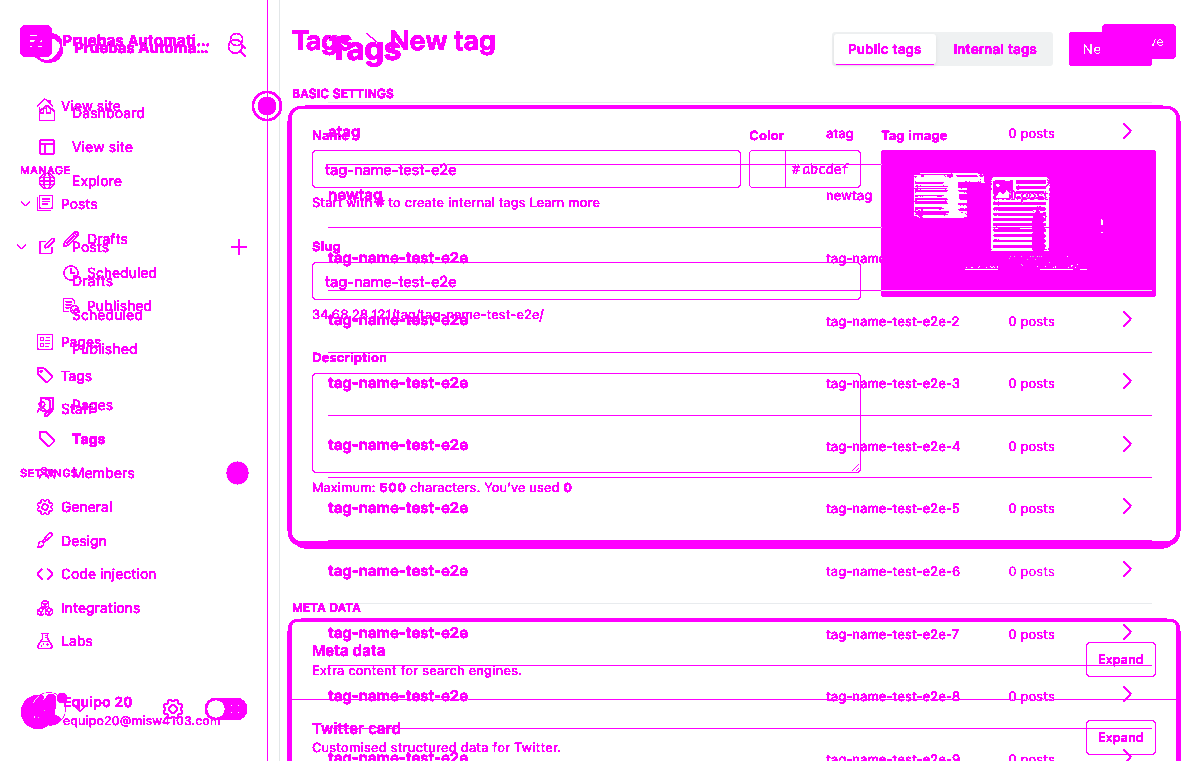 Pruebas Automati...
Pruebas Automa...
Tags
Tags
New tag
Public tags
Internal tags
Ne
ve
BASIC SETTINGS
View site
Dashboard
View site
MANAGE
Explore
Posts
Drafts
Posts
Scheduled
Drafts
Published
Scheduled
Pages
Published
Tags
Staff
Pages
Tags
SETTINGS
Members
General
Design
Code injection
Integrations
Labs
Equipo 20
equipo20@misw4103.com
Name
atag
Color
atag
Tag image
0 posts
tag-name-test-e2e
#abcdef
newtag
newtag
Start with # to create internal tags Learn more
Slug
tag-name-test-e2e
tag-name
tag-name-test-e2e
34.68.28.121/tag/tag-name-test-e2e/
tag-name-test-e2e
tag-name-test-e2e-2
0 posts
Description
tag-name-test-e2e
tag-name-test-e2e-3
0 posts
tag-name-test-e2e
tag-name-test-e2e-4
0 posts
Maximum: 500 characters. You've used 0
tag-name-test-e2e
tag-name-test-e2e-5
0 posts
tag-name-test-e2e
tag-name-test-e2e-6
0 posts
META DATA
tag-name-test-e2e
tag-name-test-e2e-7
0 posts
Meta data
Extra content for search engines.
Expand
tag-name-test-e2e
tag-name-test-e2e-8
0 posts
Twitter card
Customised structured data for Twitter.
Expand
tag-name-test-e2e
tag-name-test-e2e-9
0 posts